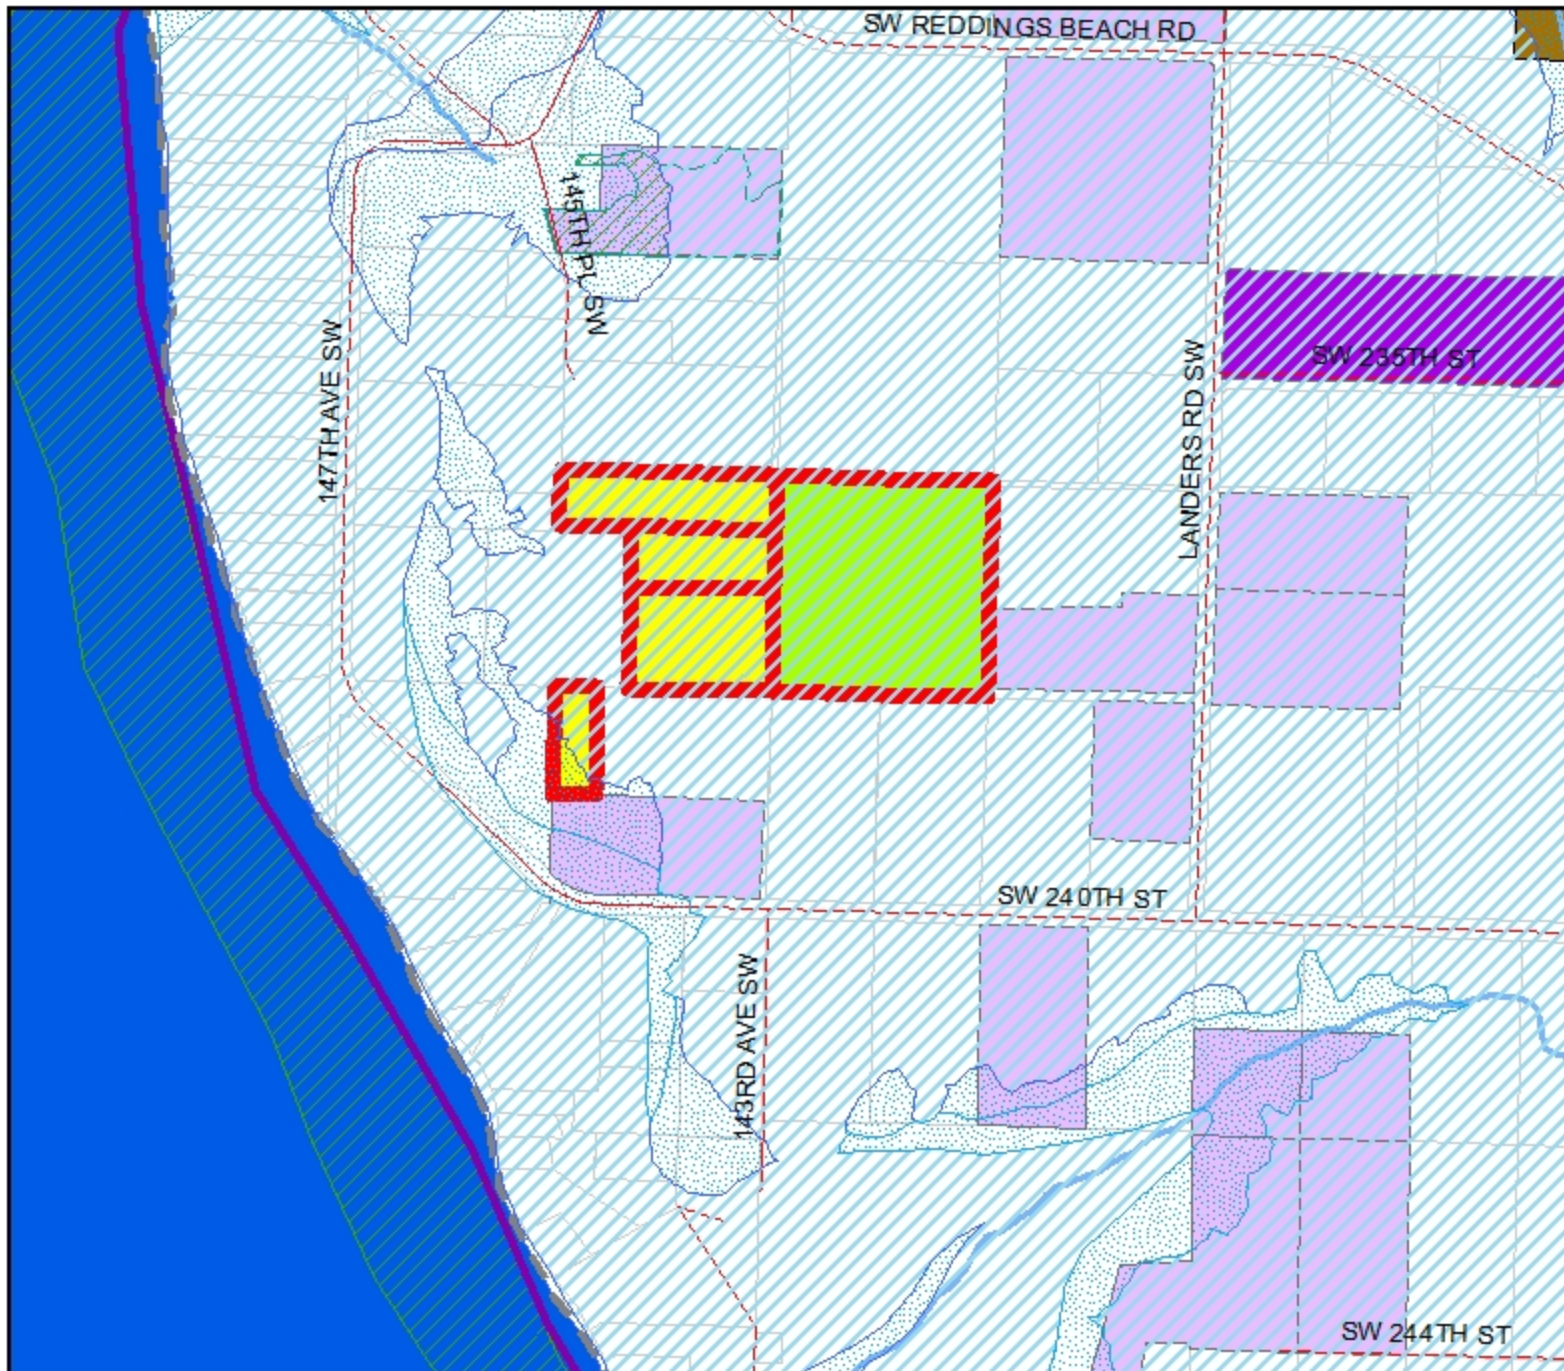 SW REDDINGS BEACH RD
145TH PL SW
147TH AVE SW
LANDERS RD SW
SW 235TH ST
SW 240TH ST
143RD AVE SW
SW 244TH ST